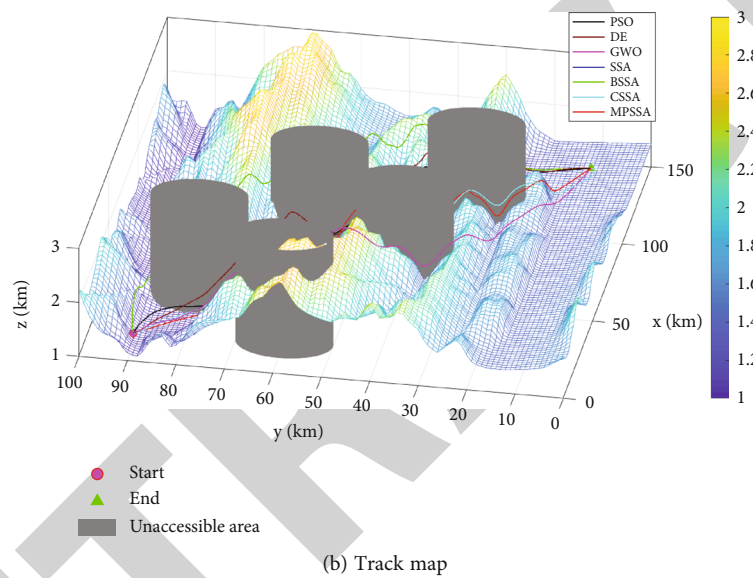 PSO
DE
GWO
SSA
BSSA
CSSA
MPSSA
3
2.8
2.6
2.4
2.2
2
1.8
1.6
1.4
1.2
1
3
2
1
z (km)
100
90
80
70
60
50
40
30
20
10
0
y (km)
150
100
50
0
x (km)
Start
End
Unaccessible area
(b) Track map